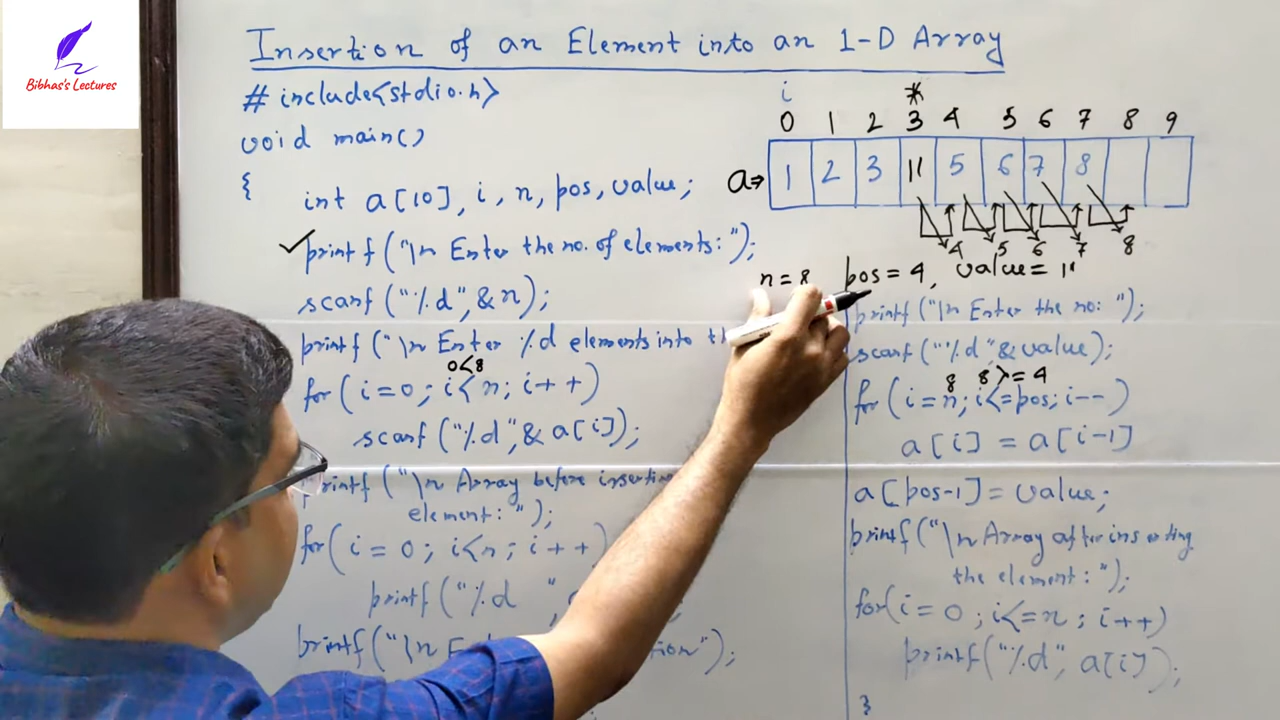 Bibhas's Lectures
Insertion of an Element into an 1-D Array
# include<stdio.h>
void main()
{
int a[10], i, n, pos, value;
printf("\n Enter the no. of elements:");
scanf("%d",&n);
printf("\n Enter %d elements into
0<8
for(i=0; i<n; i++)
scanf("%d",&a[i]);
printf("\n Array before inserting
element: ");
for(i=0; i<n; i++)
printf("%d ",
printf("\n
");
i *
0 1 2 3 4 5 6 7 8 9
a⇒ 1 2 3 11 5 6 7 8
4 5 6 7 8
n=8 pos=4, value=11
printf("\n Enter the no: ");
scanf("%d",&value);
8 8>=4
for(i=n; i<=pos; i--)
a[i] = a[i-1]
a[pos-1]=value;
printf("\n Array after inserting
the element: ");
for(i=0; i<=n; i++)
printf("%d", a[i]);
}